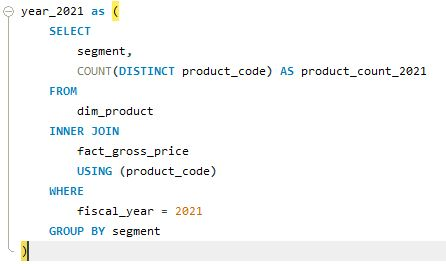 year_2021 as (
SELECT
segment,
COUNT(DISTINCT product_code) AS product_count_2021
FROM
dim_product
INNER JOIN
fact_gross_price
USING (product_code)
WHERE
fiscal_year = 2021
GROUP BY segment
)